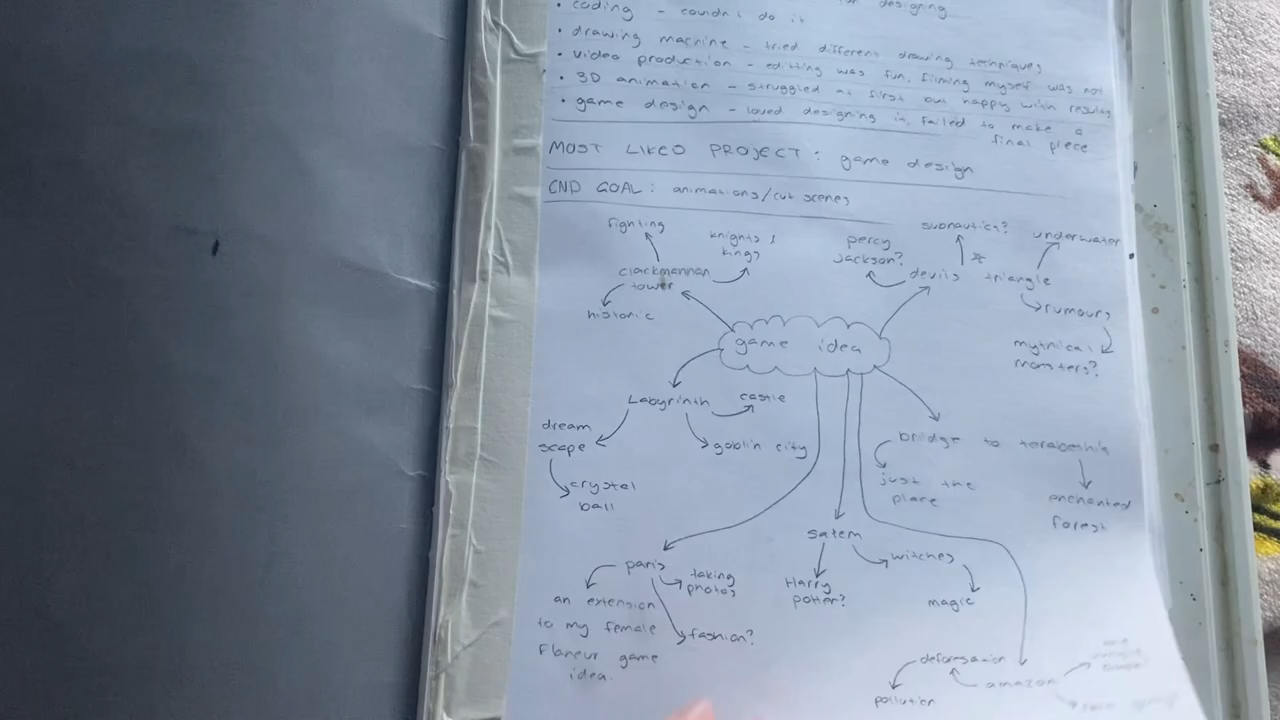 for designing
• coding - couldn't do it
• drawing machine - tried different drawing techniques
• video production - editting was fun, filming myself was not
• 3D animation - struggled at first but happy with results
• game design - loved designing it, failed to make a
final piece
MOST LIKED PROJECT: game design
END GOAL: animations/cut scenes
fighting
knights &
kings
clackmannan
tower
historic
percy
jackson?
subnautica?
underwater
devils triangle
rumours
mythical
monsters?
game idea
Labyrinth
castle
dream
scape
goblin city
crystal
ball
bridge to terabethia
just the
place
enchanted
forest
paris
taking
photos
an extension
to my female
flaneur game
idea.
fashion?
salem
witches
Harry
potter?
magic
deforestation
amazon
pollution